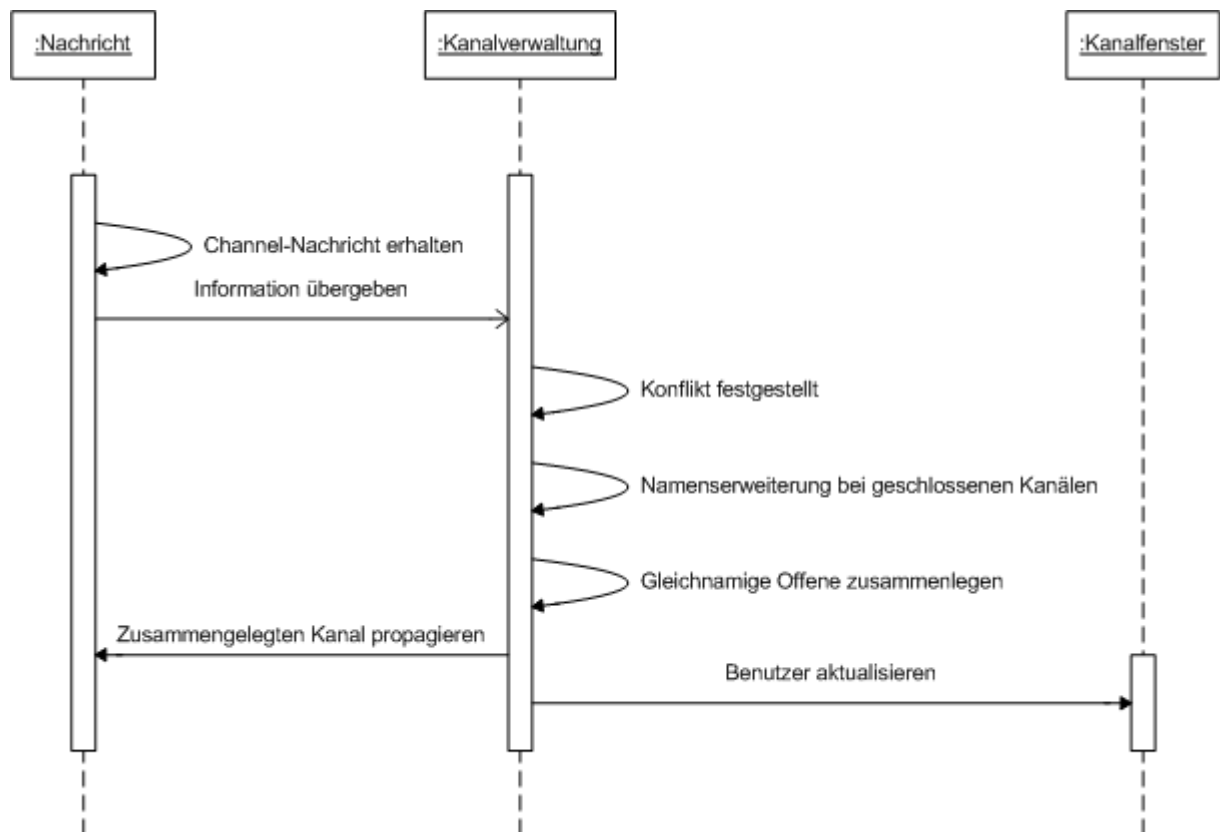 :Nachricht
:Kanalverwaltung
:Kanalfenster
Channel-Nachricht erhalten
Information übergeben
Konflikt festgestellt
Namenserweiterung bei geschlossenen Kanälen
Gleichnamige Offene zusammenlegen
Zusammengelegten Kanal propagieren
Benutzer aktualisieren